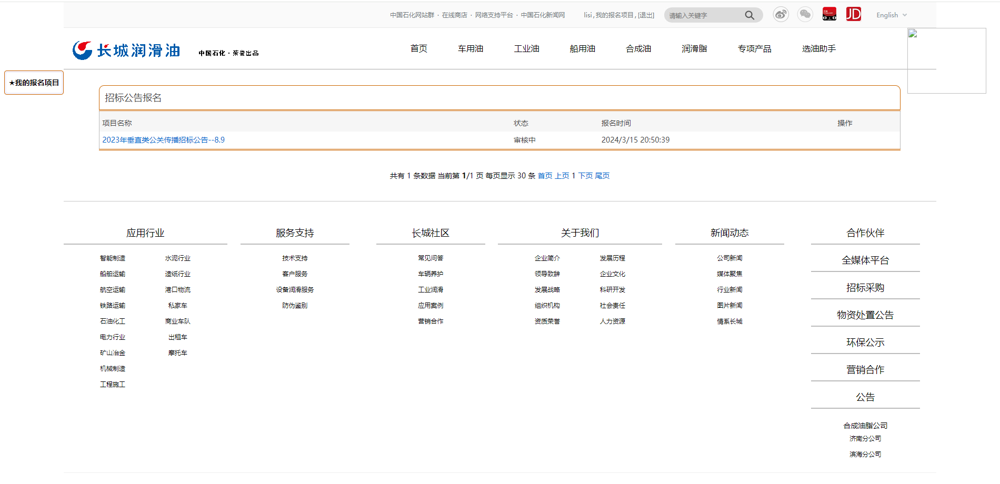 中国石化网站群 · 在线商店 · 网络支持平台 · 中国石化新闻网 lisi,我的报名项目,[退出] 请输入关键字 JD English
长城润滑油 中国石化·荣誉出品 首页 车用油 工业油 船用油 合成油 润滑脂 专项产品 选油助手
★我的报名项目
招标公告报名
项目名称 状态 报名时间 操作
2023年垂直类公关传播招标公告--8.9 审核中 2024/3/15 20:50:39
共有 1 条数据 当前第 1/1 页 每页显示 30 条 首页 上页 1 下页 尾页
应用行业
智能制造 水泥行业
船舶运输 造纸行业
航空运输 港口物流
铁路运输 私家车
石油化工 商业车队
电力行业 出租车
矿山冶金 摩托车
机械制造
工程施工
服务支持
技术支持
客户服务
设备润滑服务
防伪鉴别
长城社区
常见问答
车辆养护
工业润滑
应用案例
营销合作
关于我们
企业简介 发展历程
领导致辞 企业文化
发展战略 科研开发
组织机构 社会责任
资质荣誉 人力资源
新闻动态
公司新闻
媒体聚焦
行业新闻
图片新闻
情系长城
合作伙伴
全媒体平台
招标采购
物资处置公告
环保公示
营销合作
公告
合成油脂公司
济南分公司
滨海分公司